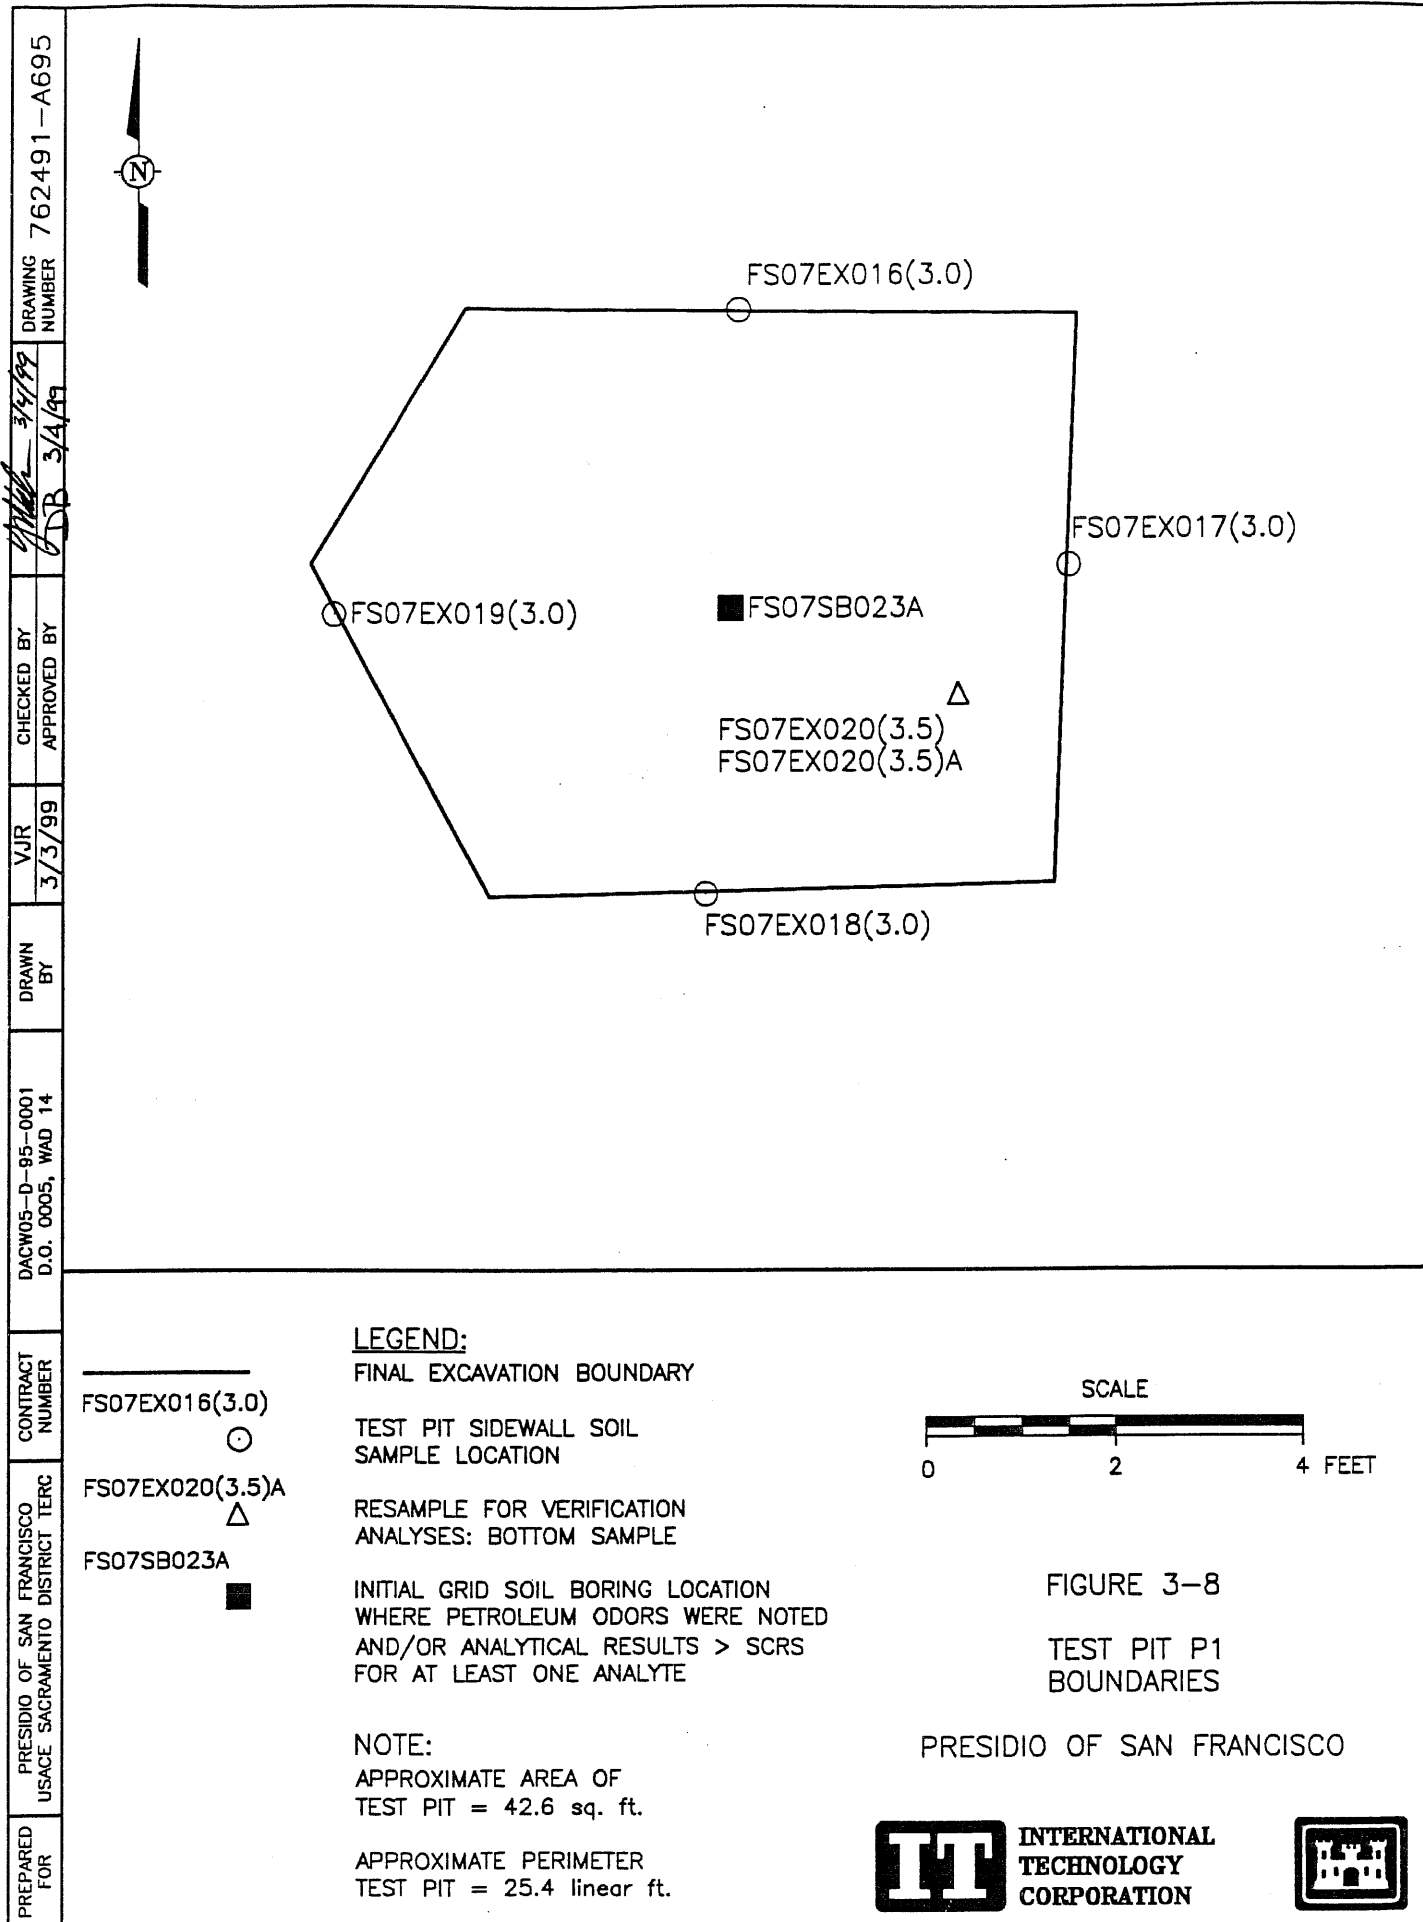 DRAWING NUMBER 762491-A695
CHECKED BY 3/4/99
APPROVED BY DB 3/4/99
DRAWN BY VJR 3/3/99
CONTRACT NUMBER DACW05-D-95-0001
D.O. 0005, WAD 14
PREPARED FOR PRESIDIO OF SAN FRANCISCO
USACE SACRAMENTO DISTRICT TERC
N
FS07EX016(3.0)
FS07EX017(3.0)
FS07EX019(3.0)
FS07SB023A
FS07EX020(3.5)
FS07EX020(3.5)A
FS07EX018(3.0)
LEGEND:
FINAL EXCAVATION BOUNDARY
FS07EX016(3.0)
TEST PIT SIDEWALL SOIL
SAMPLE LOCATION
FS07EX020(3.5)A
RESAMPLE FOR VERIFICATION
ANALYSES: BOTTOM SAMPLE
FS07SB023A
INITIAL GRID SOIL BORING LOCATION
WHERE PETROLEUM ODORS WERE NOTED
AND/OR ANALYTICAL RESULTS > SCRS
FOR AT LEAST ONE ANALYTE
NOTE:
APPROXIMATE AREA OF
TEST PIT = 42.6 sq. ft.
APPROXIMATE PERIMETER
TEST PIT = 25.4 linear ft.
SCALE
0 2 4 FEET
FIGURE 3-8
TEST PIT P1
BOUNDARIES
PRESIDIO OF SAN FRANCISCO
IT
INTERNATIONAL
TECHNOLOGY
CORPORATION